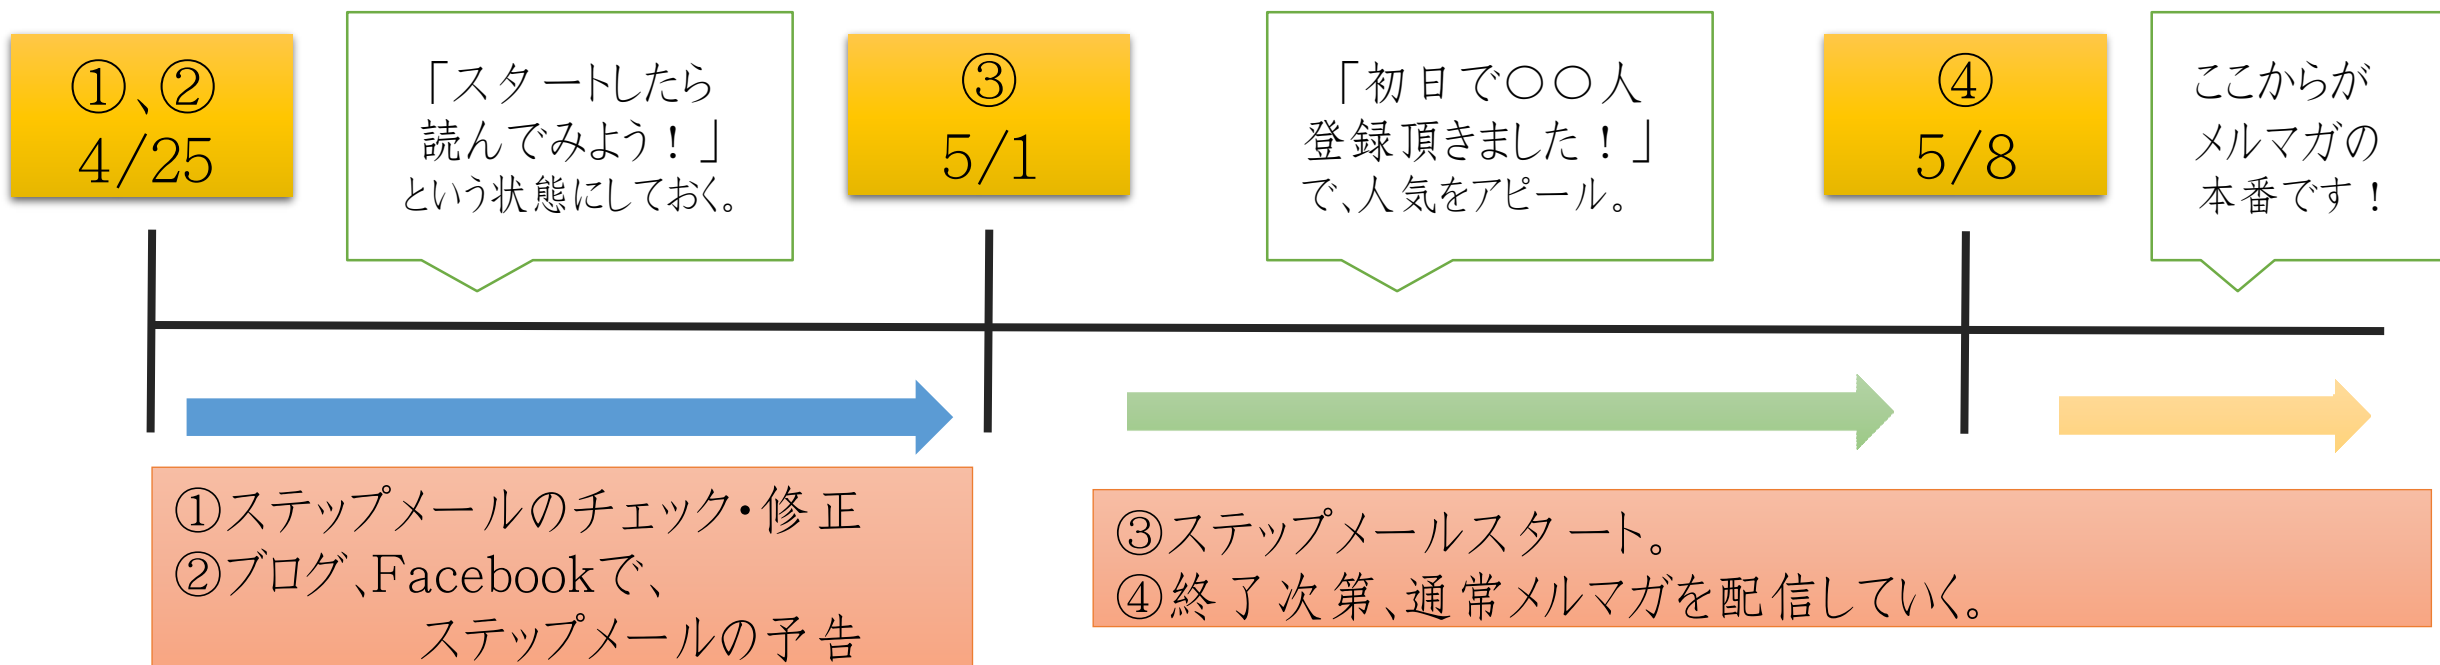 ①、②
4/25
「スタートしたら
読んでみよう！」
という状態にしておく。
③
5/1
「初日で〇〇人
登録頂きました！」
で、人気をアピール。
④
5/8
ここからが
メルマガの
本番です！
①ステップメールのチェック・修正
②ブログ、Facebookで、
ステップメールの予告
③ステップメールスタート。
④終了次第、通常メルマガを配信していく。